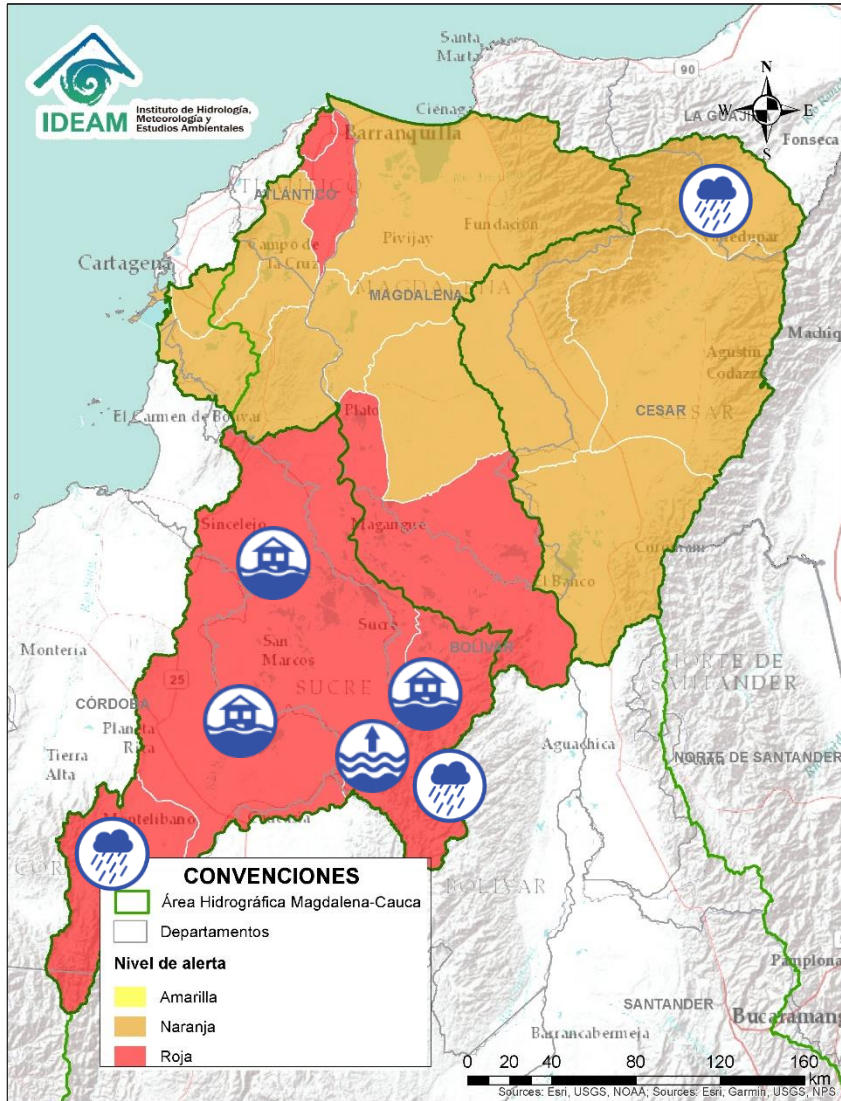 IDEAM
Instituto de Hidrología,
Meteorología y
Estudios Ambientales
Santa
Marta
90
N
W
E
S
Ciénaga
LA GUAJI
Fonseca
Barranquilla
ATLÁNTICO
Fundación
Pivijay
Campo de
la Cruz
Cartagena
MAGDALENA
MAGDALENA
Agustín
Codazzi
CESAR
CESAR
El Carmen de Bolívar
Plato
Sincelejo
Magangué
El Banco
Sucre
BOLÍVAR
San
Marcos
SUCRE
Montería
25
CÓRDOBA
Planeta
Rica
Tierra
Alta
NORTE DE
SANTANDER
NORTE DE SANTANDER
Aguachica
Montelíbano
BOLÍVAR
CONVENCIONES
Área Hidrográfica Magdalena-Cauca
Departamentos
Nivel de alerta
Amarilla
Naranja
Roja
Pamplona
SANTANDER
Bucaramang
Barrancabermeja
0 20 40 80 120 160
km
Sources: Esri, USGS, NOAA; Sources: Esri, Garmin, USGS, NPS